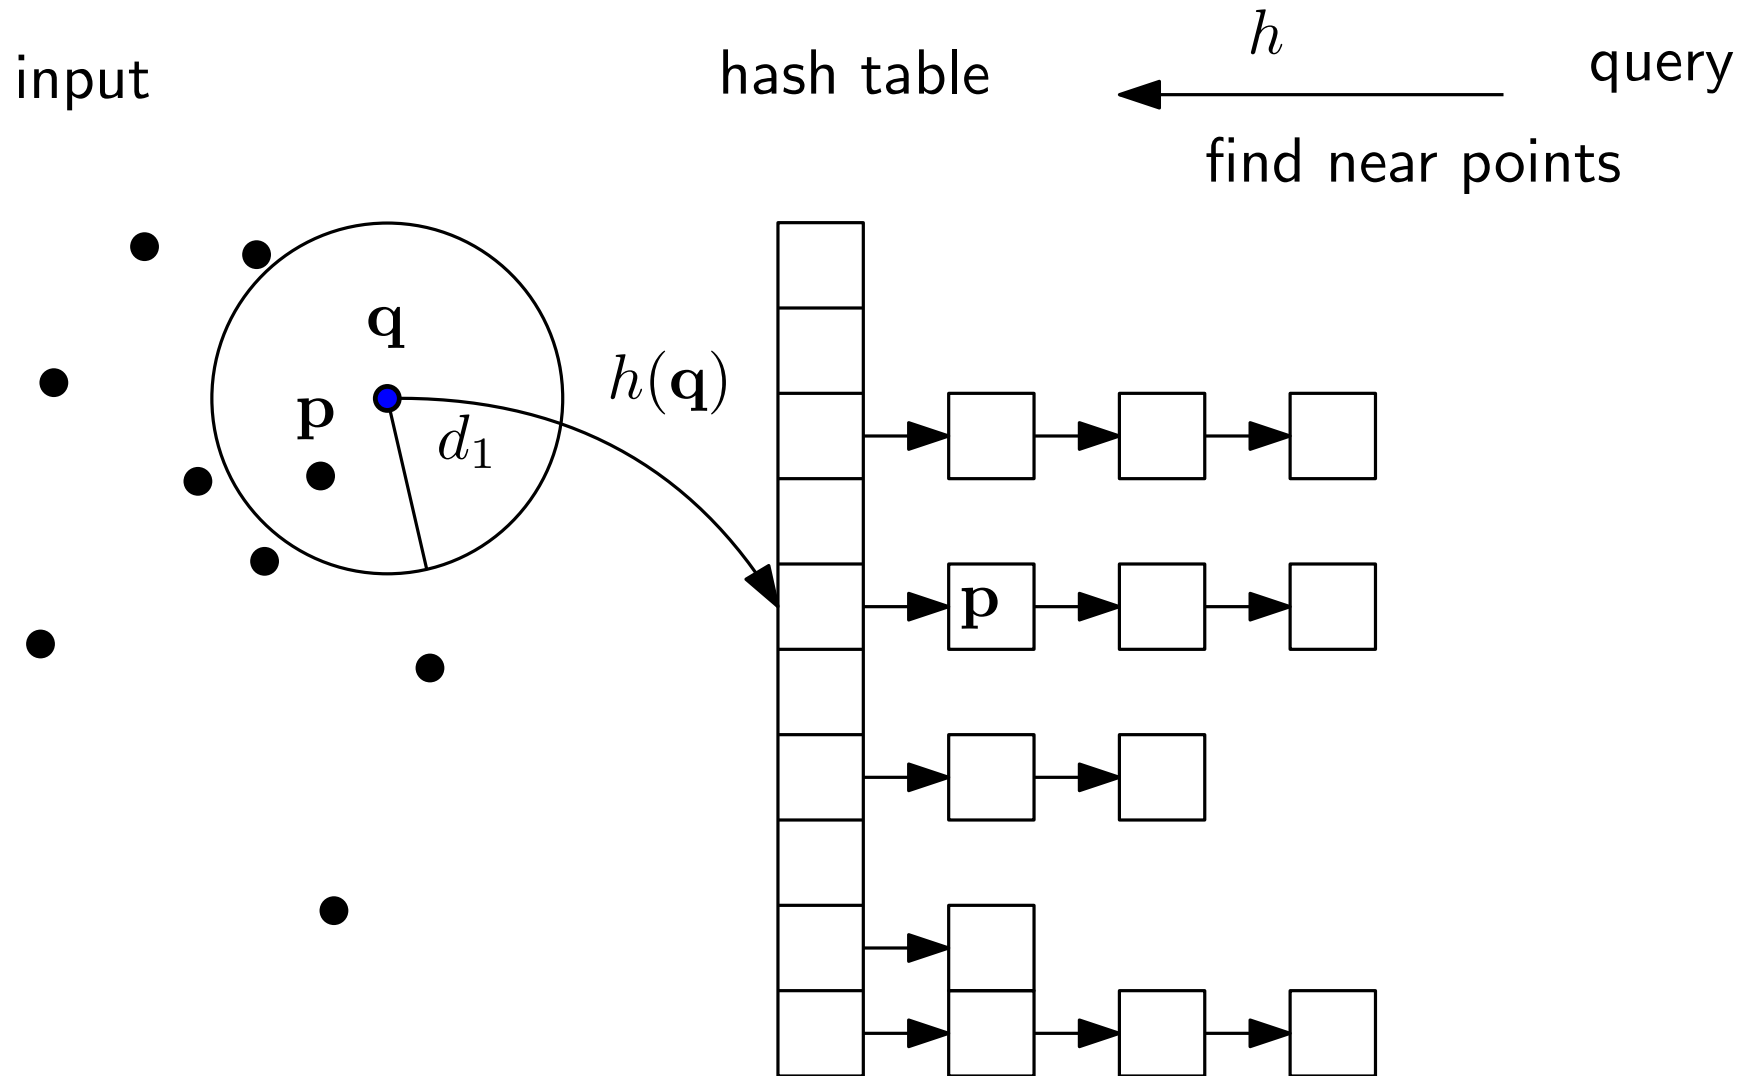 input
hash table
h
query
find near points
q
h(q)
p
d₁
p